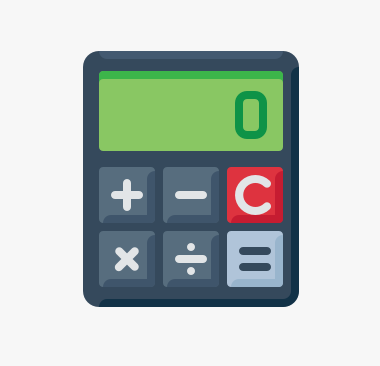 0
+ − C
× ÷ =